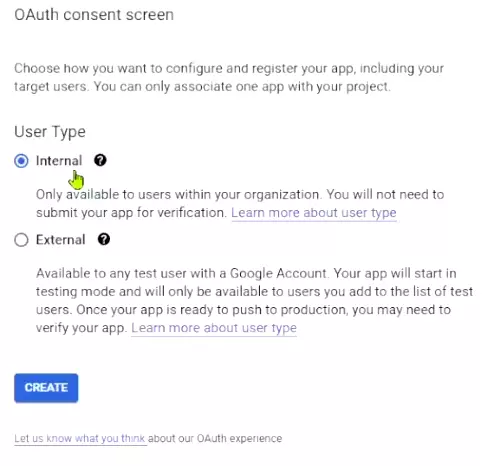 OAuth consent screen
Choose how you want to configure and register your app, including your
target users. You can only associate one app with your project.
User Type
Internal ?
Only available to users within your organization. You will not need to
submit your app for verification. Learn more about user type
External ?
Available to any test user with a Google Account. Your app will start in
testing mode and will only be available to users you add to the list of test
users. Once your app is ready to push to production, you may need to
verify your app. Learn more about user type
CREATE
Let us know what you think about our OAuth experience